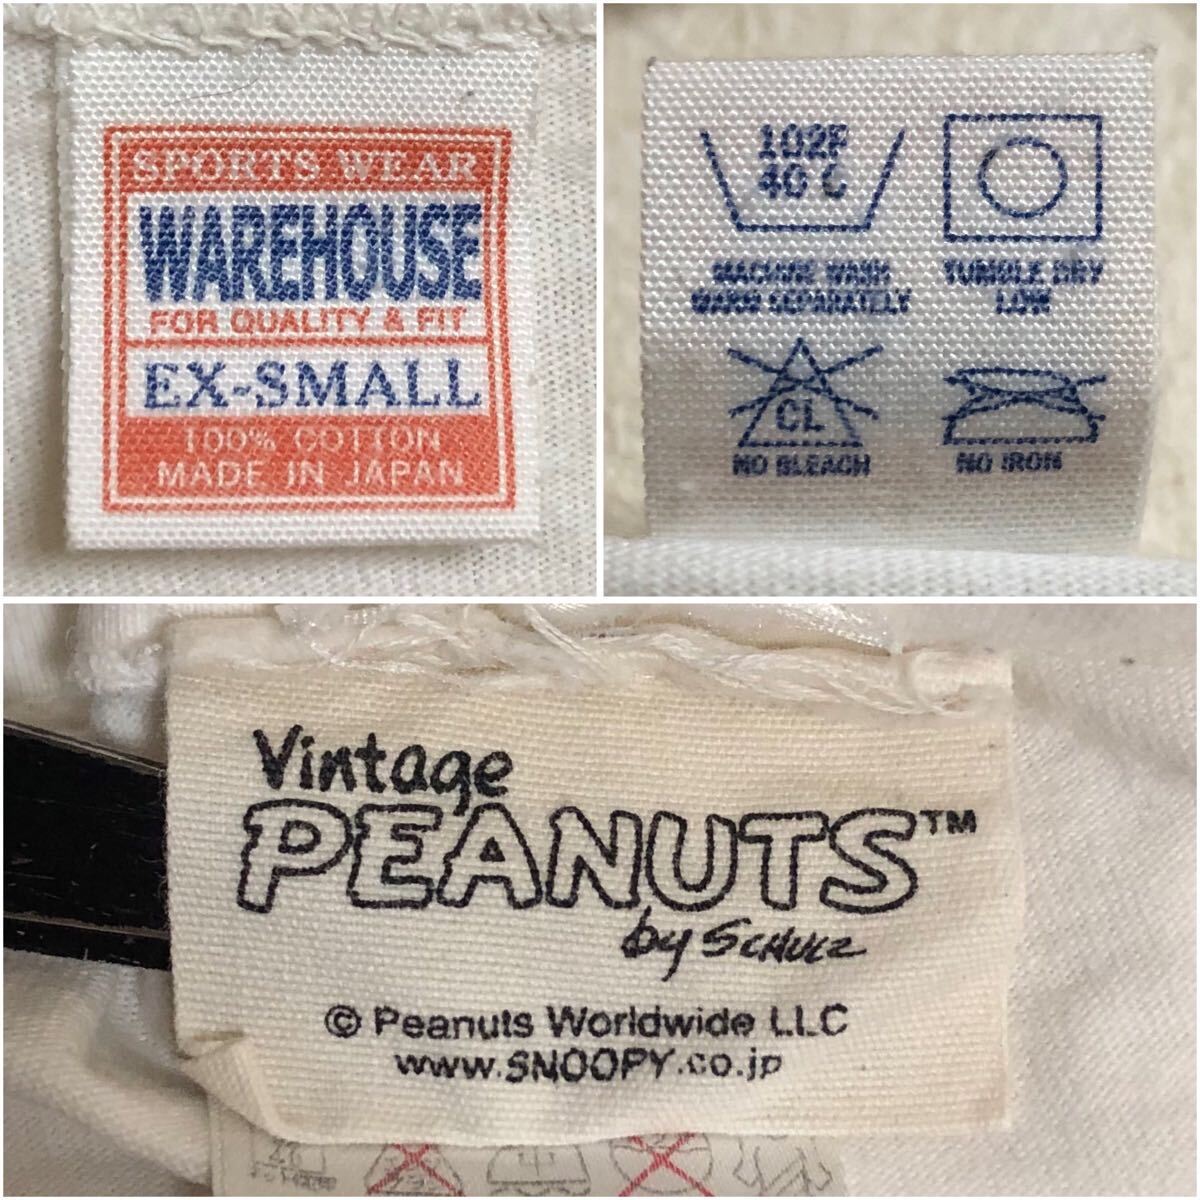 SPORTS WEAR
WAREHOUSE
FOR QUALITY & FIT
EX-SMALL
100% COTTON
MADE IN JAPAN
102F
40 C
MACHINE WASH
WARM SEPARATELY
TUMBLE DRY
LOW
CL
NO BLEACH
NO IRON
Vintage
PEANUTS™
by SCHULZ
© Peanuts Worldwide LLC
www.SNOOPY.co.jp